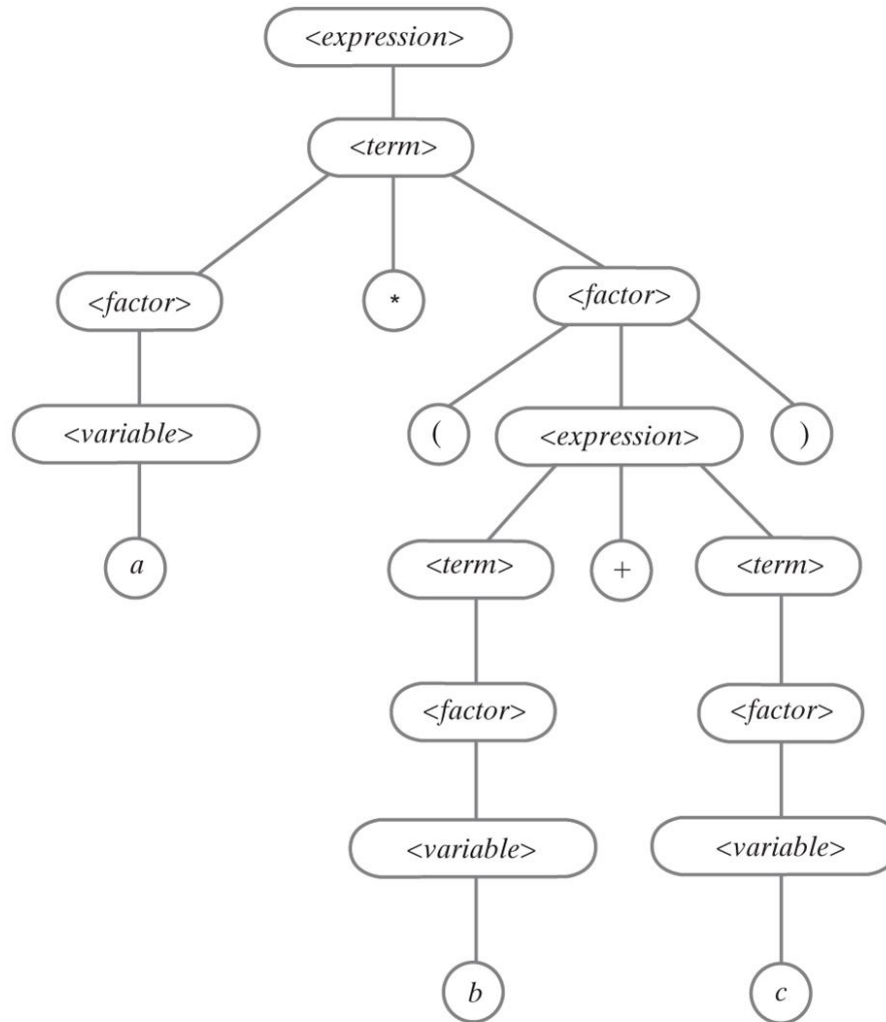 <expression>
<term>
<factor> * <factor>
<variable> ( <expression> )
a <term> + <term>
<factor> <factor>
<variable> <variable>
b c